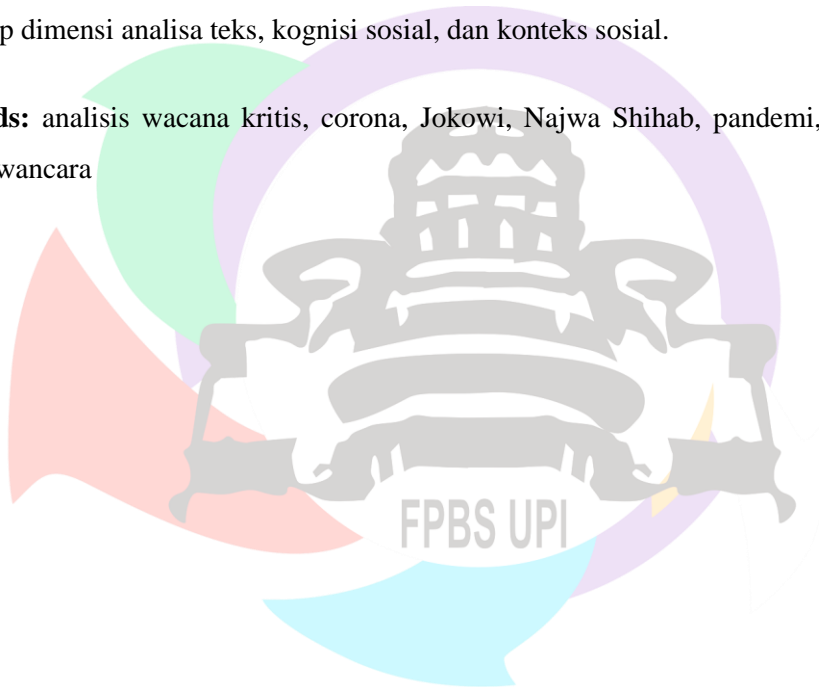 p dimensi analisa teks, kognisi sosial, dan konteks sosial.
ds: analisis wacana kritis, corona, Jokowi, Najwa Shihab, pandemi,
wancara
FPBS UPI